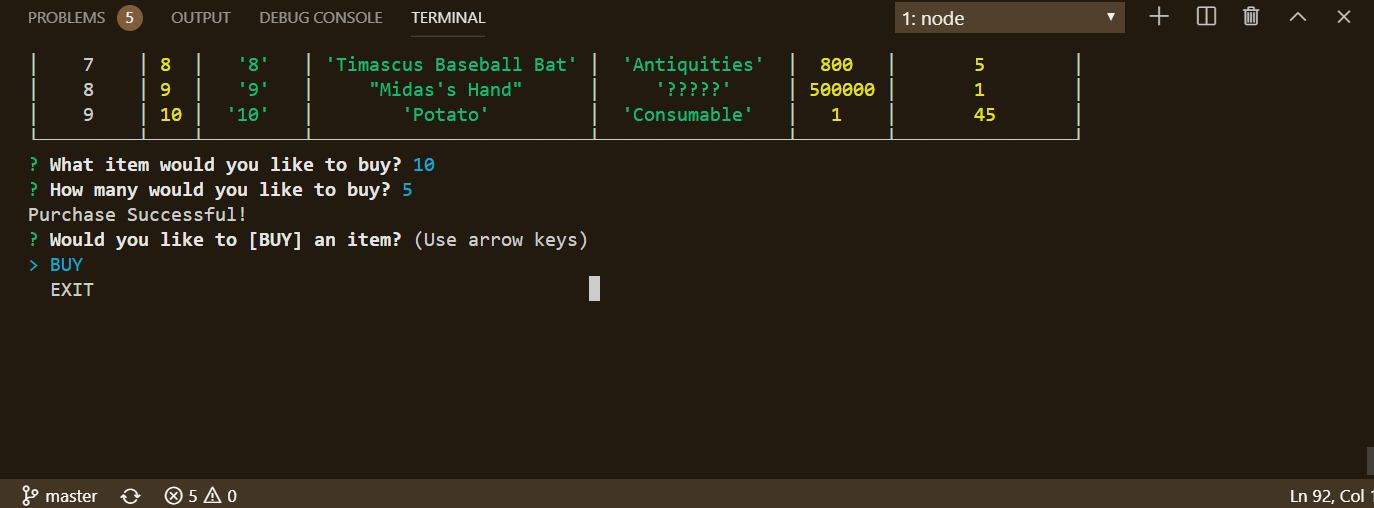 PROBLEMS 5 OUTPUT DEBUG CONSOLE TERMINAL 1: node
7 8 '8' 'Timascus Baseball Bat' 'Antiquities' 800 5
8 9 '9' "Midas's Hand" '?????' 500000 1
9 10 '10' 'Potato' 'Consumable' 1 45
? What item would you like to buy? 10
? How many would you like to buy? 5
Purchase Successful!
? Would you like to [BUY] an item? (Use arrow keys)
> BUY
EXIT
master 5 0 Ln 92, Col